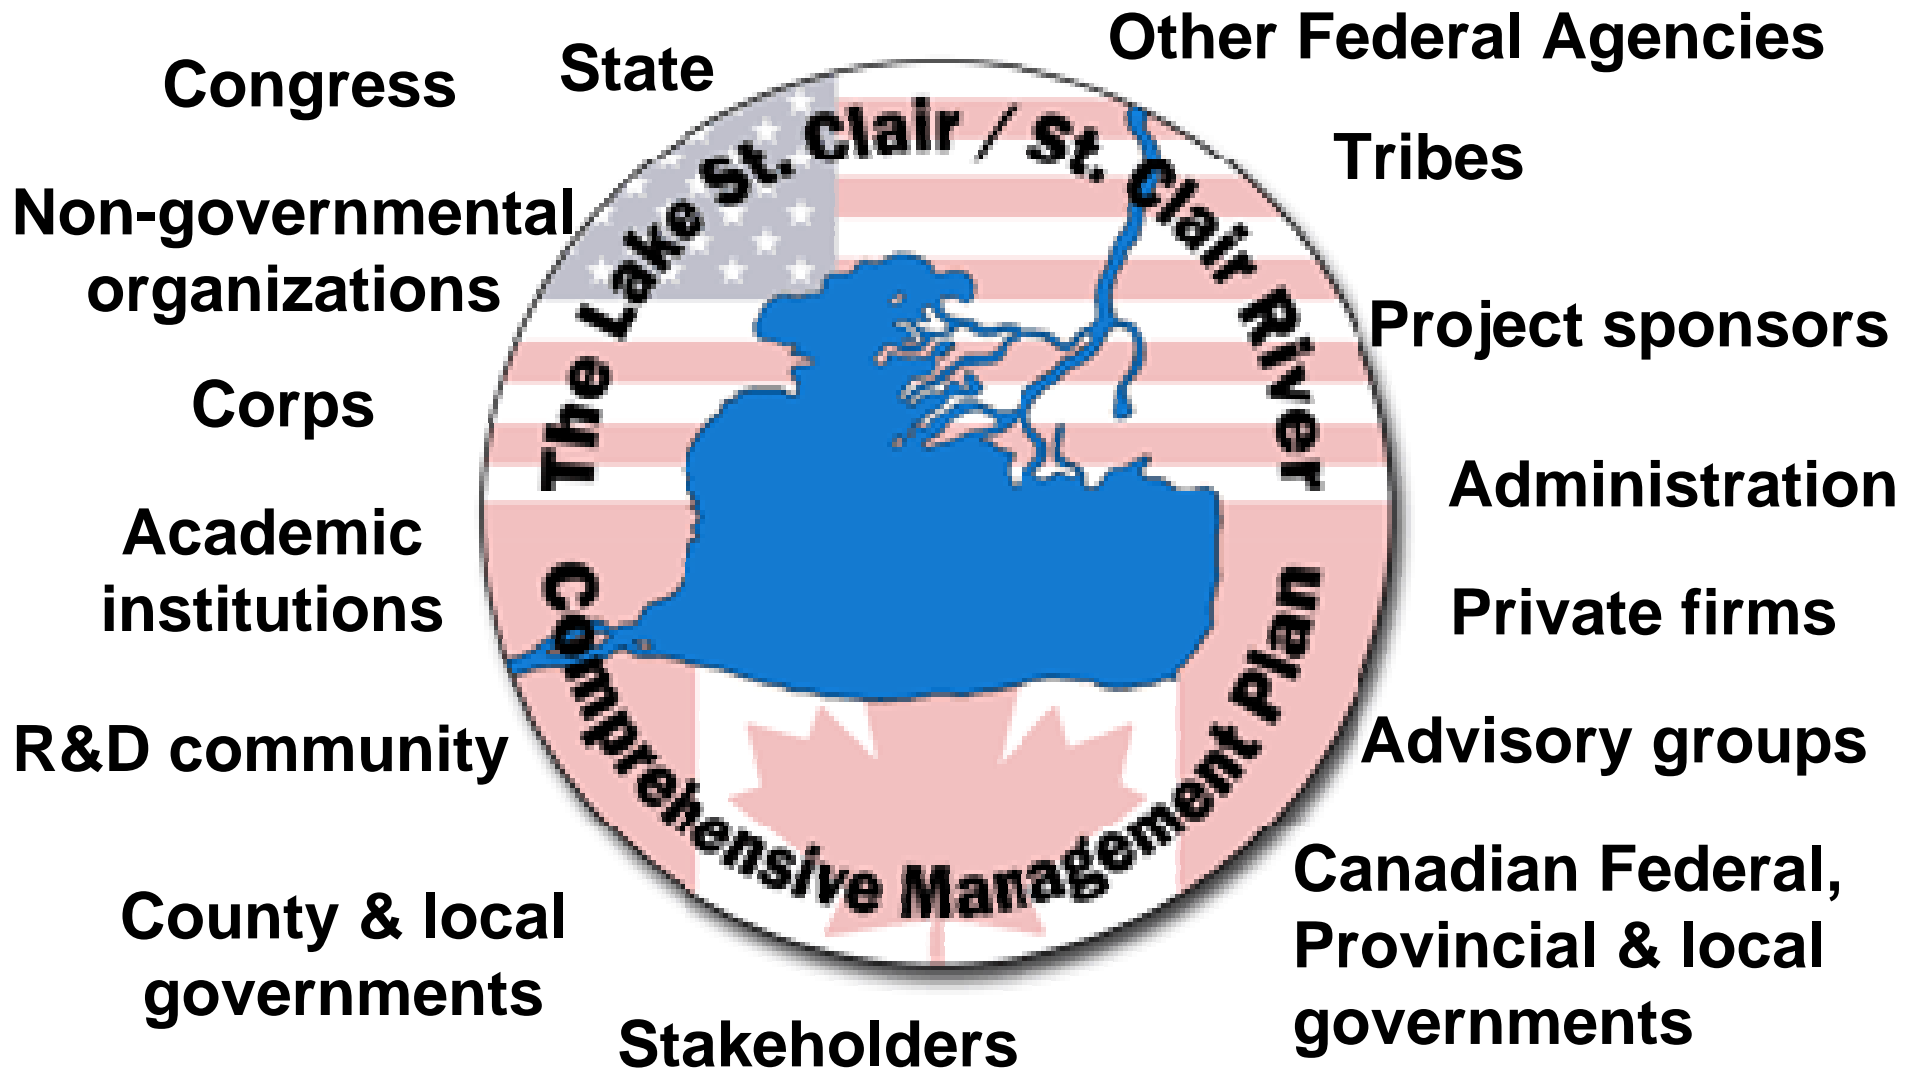 Other Federal Agencies
State
Congress
Tribes
Non-governmental
organizations
Project sponsors
Corps
Administration
Academic
institutions
Private firms
R&D community
Advisory groups
County & local
governments
Canadian Federal,
Provincial & local
governments
Stakeholders
The Lake St. Clair / St. Clair River
Comprehensive Management Plan